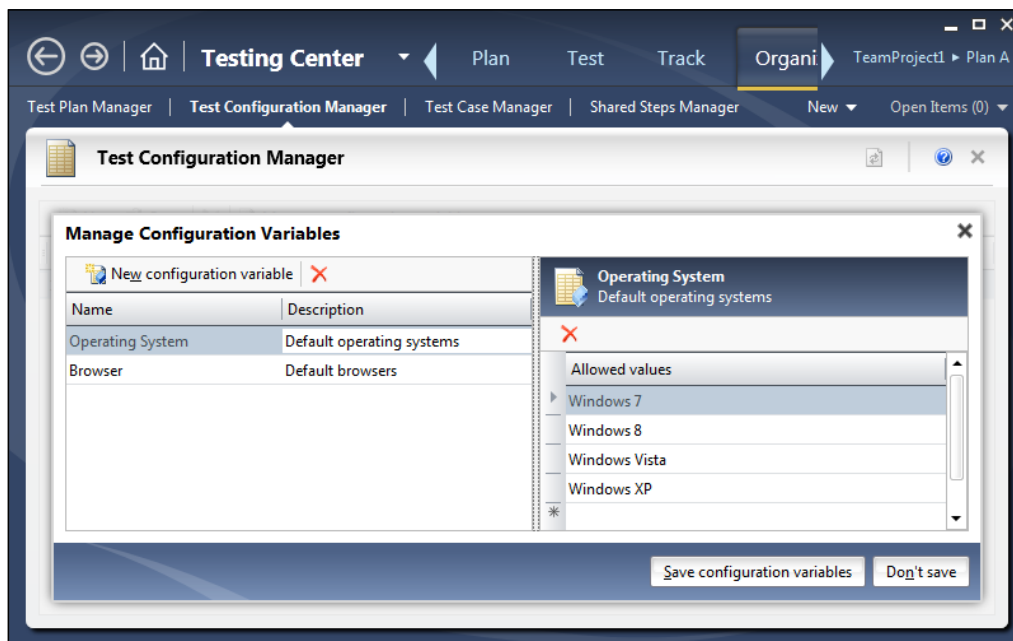 Testing Center Plan Test Track Organi TeamProject1 ▸ Plan A
Test Plan Manager | Test Configuration Manager | Test Case Manager | Shared Steps Manager New Open Items (0)
Test Configuration Manager
Manage Configuration Variables
New configuration variable
Name Description
Operating System Default operating systems
Browser Default browsers
Operating System
Default operating systems
Allowed values
Windows 7
Windows 8
Windows Vista
Windows XP
Save configuration variables Don't save